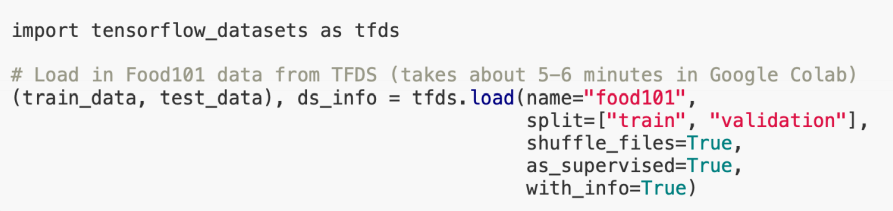 import tensorflow_datasets as tfds
# Load in Food101 data from TFDS (takes about 5-6 minutes in Google Colab)
(train_data, test_data), ds_info = tfds.load(name="food101",
split=["train", "validation"],
shuffle_files=True,
as_supervised=True,
with_info=True)